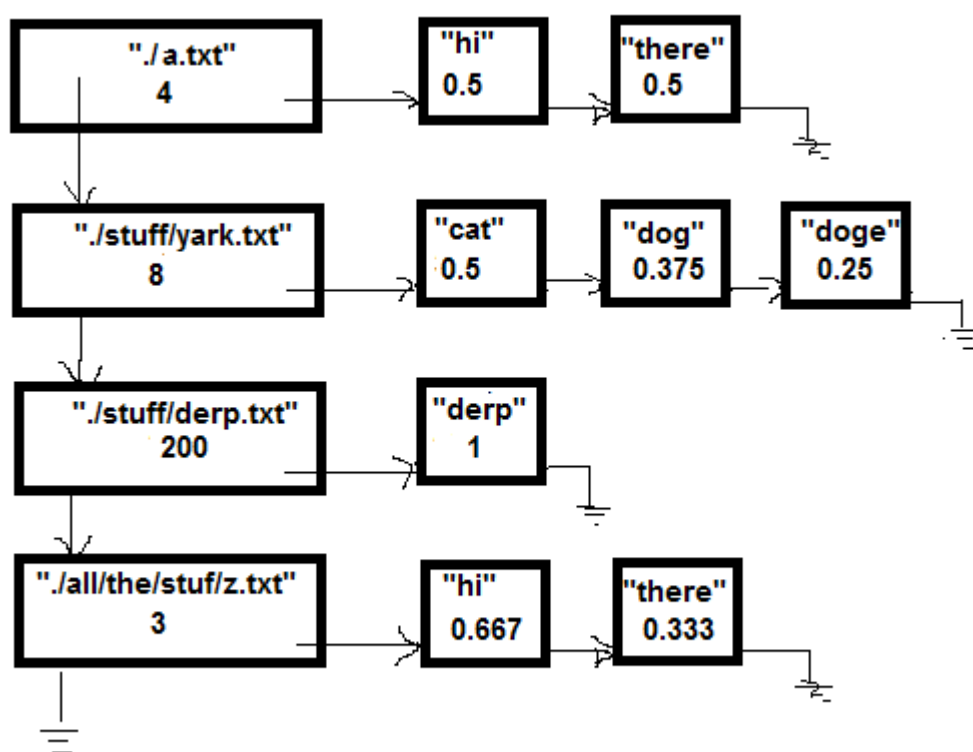 "./a.txt"
4
"hi"
0.5
"there"
0.5
"./stuff/yark.txt"
8
"cat"
0.5
"dog"
0.375
"doge"
0.25
"./stuff/derp.txt"
200
"derp"
1
"./all/the/stuf/z.txt"
3
"hi"
0.667
"there"
0.333